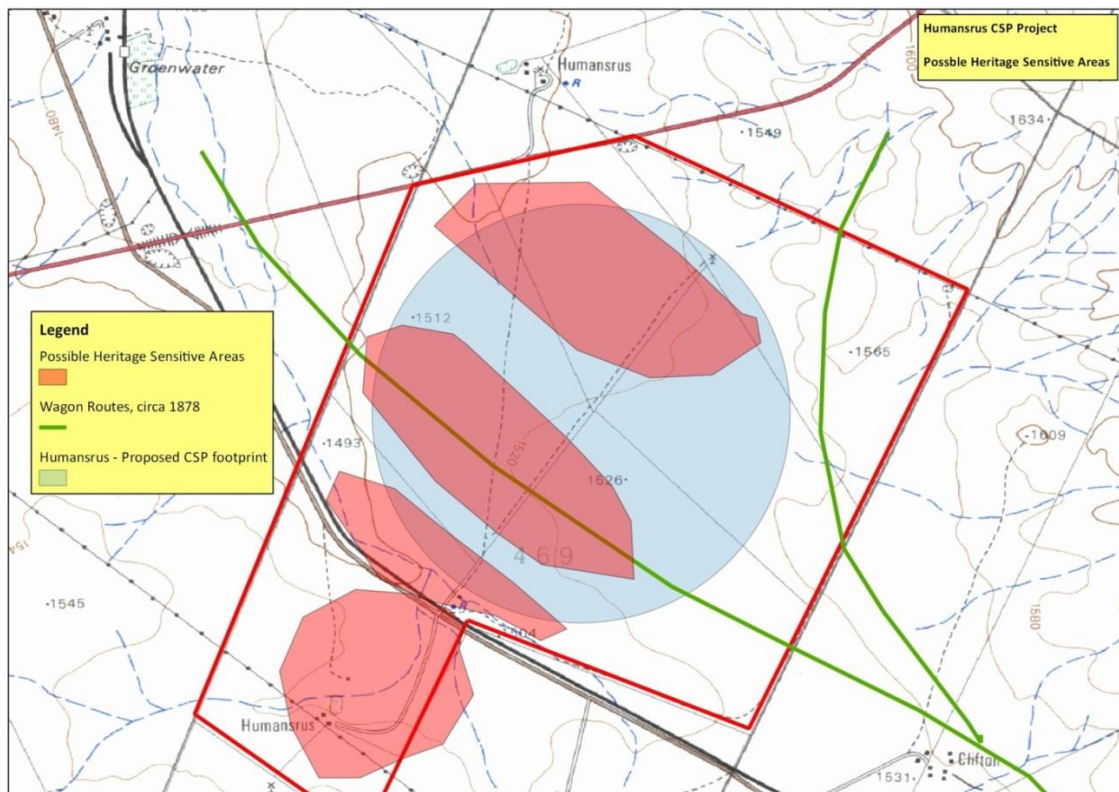 Humansrus CSP Project
Possble Heritage Sensitive Areas
Groenwater
1480
Humansrus
R
1600
1549
1634
1512
1565
1493
1520
1526
1609
469
1545
R
1504
1580
Humansrus
Clifton
1531
Legend
Possible Heritage Sensitive Areas
Wagon Routes, circa 1878
Humansrus - Proposed CSP footprint